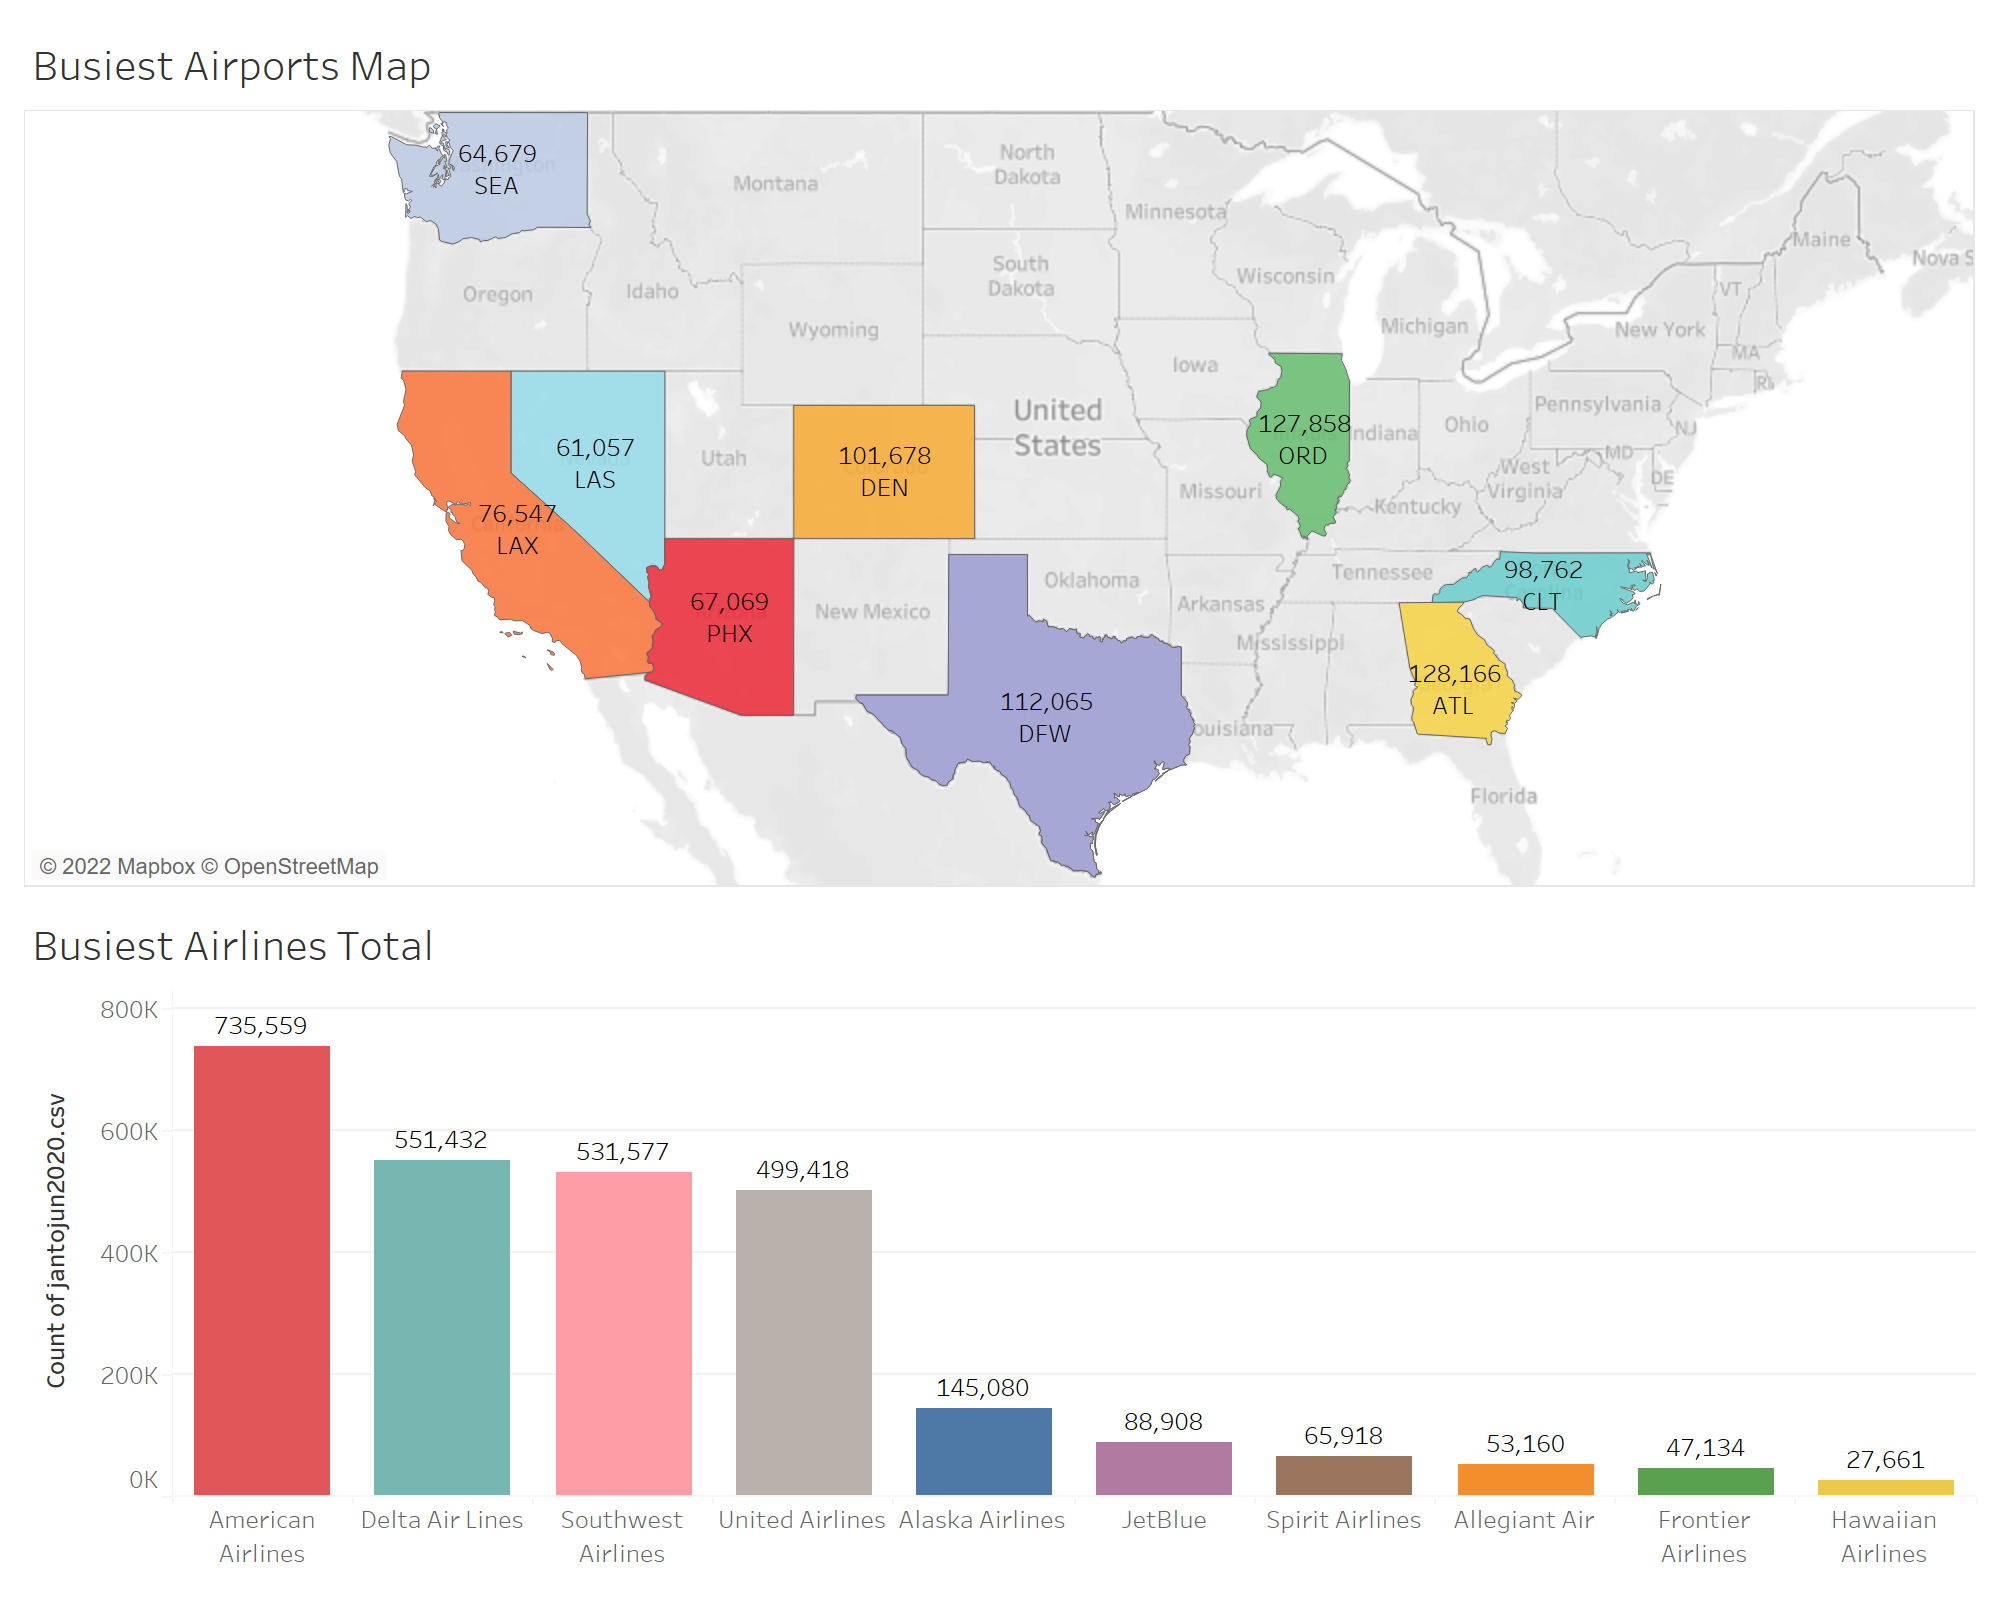 Busiest Airports Map
64,679
SEA
Montana
North
Dakota
Minnesota
Maine
Nova S
Oregon
Idaho
South
Dakota
Wisconsin
VT
Wyoming
Michigan
New York
MA
RI
Iowa
United
States
Pennsylvania
NJ
Ohio
61,057
LAS
Utah
101,678
DEN
127,858
ORD
ndiana
MD
DE
West
Virginia
Missouri
Kentucky
76,547
LAX
67,069
PHX
New Mexico
Oklahoma
Arkansas
Tennessee
98,762
CLT
Mississippi
128,166
ATL
112,065
DFW
ouisiana
Florida
© 2022 Mapbox © OpenStreetMap
Busiest Airlines Total
Count of jantojun2020.csv
800K
600K
400K
200K
0K
735,559
551,432
531,577
499,418
145,080
88,908
65,918
53,160
47,134
27,661
American
Airlines
Delta Air Lines
Southwest
Airlines
United Airlines
Alaska Airlines
JetBlue
Spirit Airlines
Allegiant Air
Frontier
Airlines
Hawaiian
Airlines